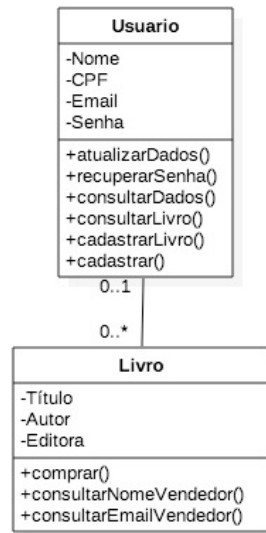 Usuario
-Nome
-CPF
-Email
-Senha
+atualizarDados()
+recuperarSenha()
+consultarDados()
+consultarLivro()
+cadastrarLivro()
+cadastrar()
0..1
0..*
Livro
-Título
-Autor
-Editora
+comprar()
+consultarNomeVendedor()
+consultarEmailVendedor()